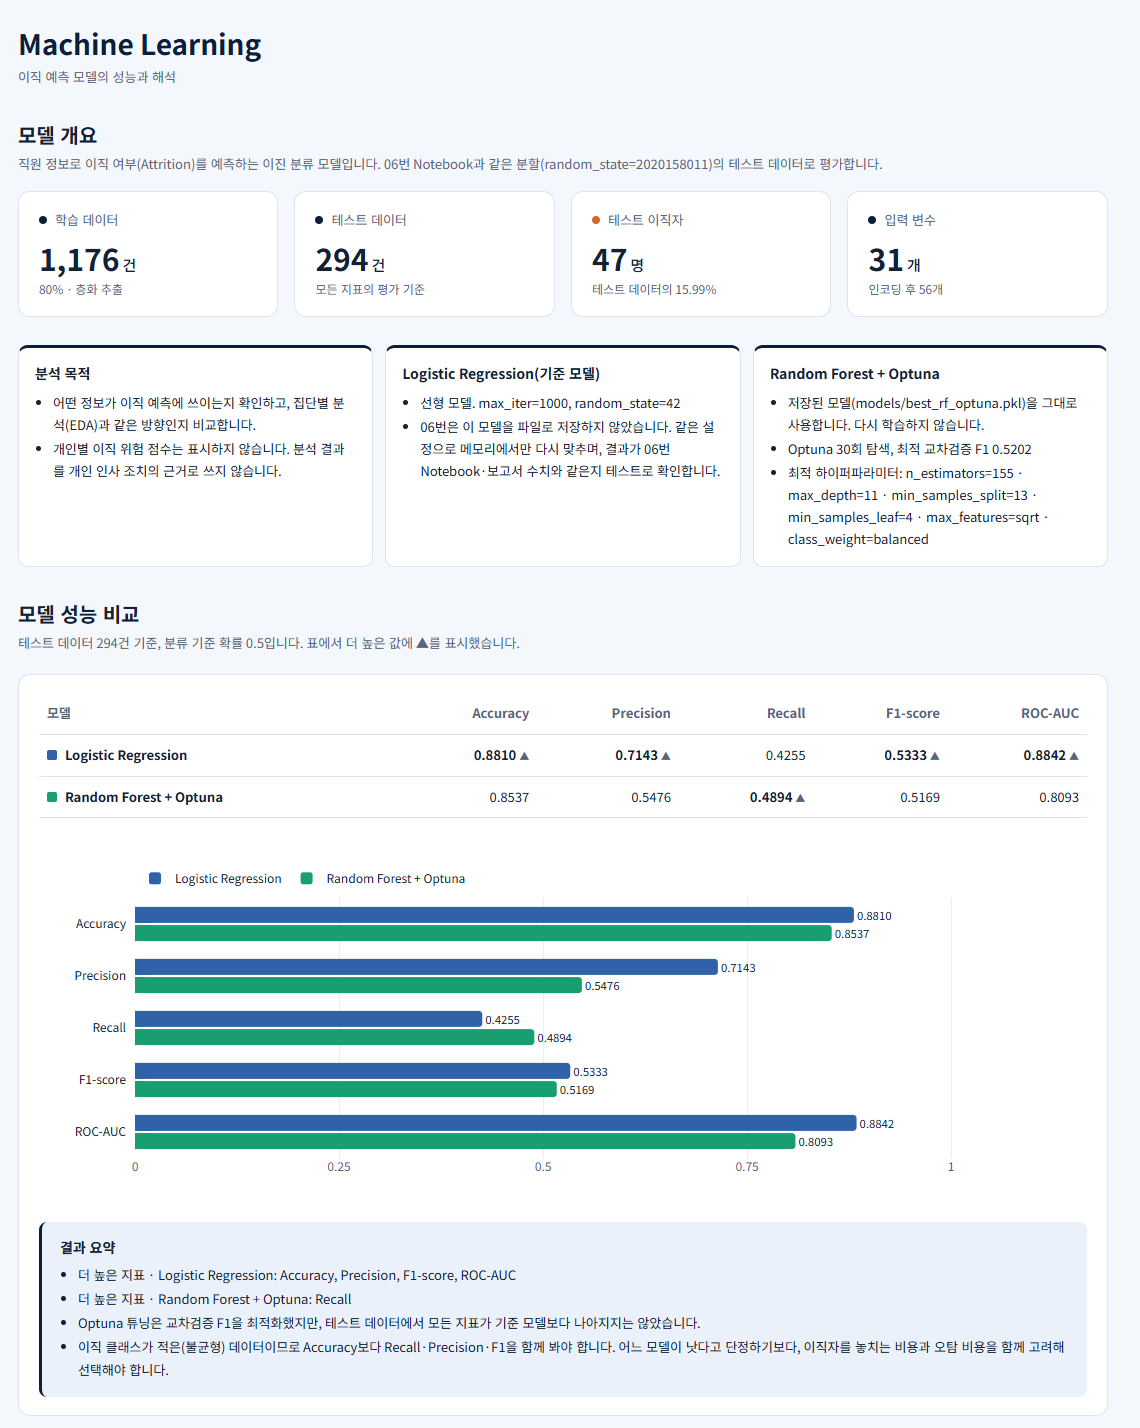 Machine Learning
이직 예측 모델의 성능과 해석
모델 개요
직원 정보로 이직 여부(Attrition)를 예측하는 이진 분류 모델입니다. 06번 Notebook과 같은 분할(random_state=2020158011)의 테스트 데이터로 평가합니다.
학습 데이터
1,176 건
80% · 층화 추출
테스트 데이터
294 건
모든 지표의 평가 기준
테스트 이직자
47 명
테스트 데이터의 15.99%
입력 변수
31 개
인코딩 후 56개
분석 목적
• 어떤 정보가 이직 예측에 쓰이는지 확인하고, 집단별 분
석(EDA)과 같은 방향인지 비교합니다.
• 개인별 이직 위험 점수는 표시하지 않습니다. 분석 결과
를 개인 인사 조치의 근거로 쓰지 않습니다.
Logistic Regression(기준 모델)
• 선형 모델. max_iter=1000, random_state=42
• 06번은 이 모델을 파일로 저장하지 않았습니다. 같은 설
정으로 메모리에서만 다시 맞추며, 결과가 06번
Notebook·보고서 수치와 같은지 테스트로 확인합니다.
Random Forest + Optuna
• 저장된 모델(models/best_rf_optuna.pkl)을 그대로
사용합니다. 다시 학습하지 않습니다.
• Optuna 30회 탐색, 최적 교차검증 F1 0.5202
• 최적 하이퍼파라미터: n_estimators=155 ·
max_depth=11 · min_samples_split=13 ·
min_samples_leaf=4 · max_features=sqrt ·
class_weight=balanced
모델 성능 비교
테스트 데이터 294건 기준, 분류 기준 확률 0.5입니다. 표에서 더 높은 값에 ▲를 표시했습니다.
모델 Accuracy Precision Recall F1-score ROC-AUC
Logistic Regression 0.8810 ▲ 0.7143 ▲ 0.4255 0.5333 ▲ 0.8842 ▲
Random Forest + Optuna 0.8537 0.5476 0.4894 ▲ 0.5169 0.8093
Logistic Regression Random Forest + Optuna
Accuracy 0.8810
0.8537
Precision 0.7143
0.5476
Recall 0.4255
0.4894
F1-score 0.5333
0.5169
ROC-AUC 0.8842
0.8093
0 0.25 0.5 0.75 1
결과 요약
• 더 높은 지표 · Logistic Regression: Accuracy, Precision, F1-score, ROC-AUC
• 더 높은 지표 · Random Forest + Optuna: Recall
• Optuna 튜닝은 교차검증 F1을 최적화했지만, 테스트 데이터에서 모든 지표가 기준 모델보다 나아지지는 않았습니다.
• 이직 클래스가 적은(불균형) 데이터이므로 Accuracy보다 Recall·Precision·F1을 함께 봐야 합니다. 어느 모델이 낫다고 단정하기보다, 이직자를 놓치는 비용과 오탐 비용을 함께 고려해
선택해야 합니다.